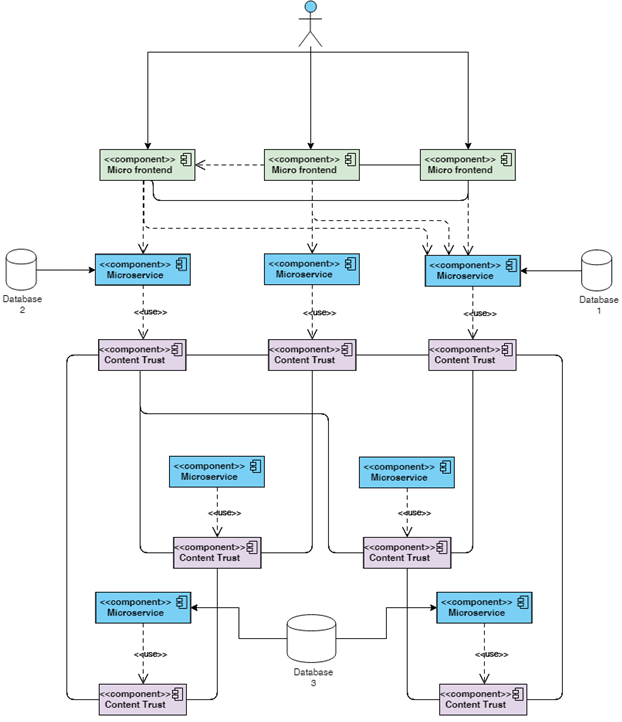 <<component>>
Micro frontend
<<component>>
Micro frontend
<<component>>
Micro frontend
<<component>>
Microservice
<<component>>
Microservice
<<component>>
Microservice
Database
2
Database
1
<<use>>
<<use>>
<<use>>
<<component>>
Content Trust
<<component>>
Content Trust
<<component>>
Content Trust
<<component>>
Microservice
<<component>>
Microservice
<<use>>
<<use>>
<<component>>
Content Trust
<<component>>
Content Trust
<<component>>
Microservice
<<component>>
Microservice
<<use>>
Database
3
<<use>>
<<component>>
Content Trust
<<component>>
Content Trust